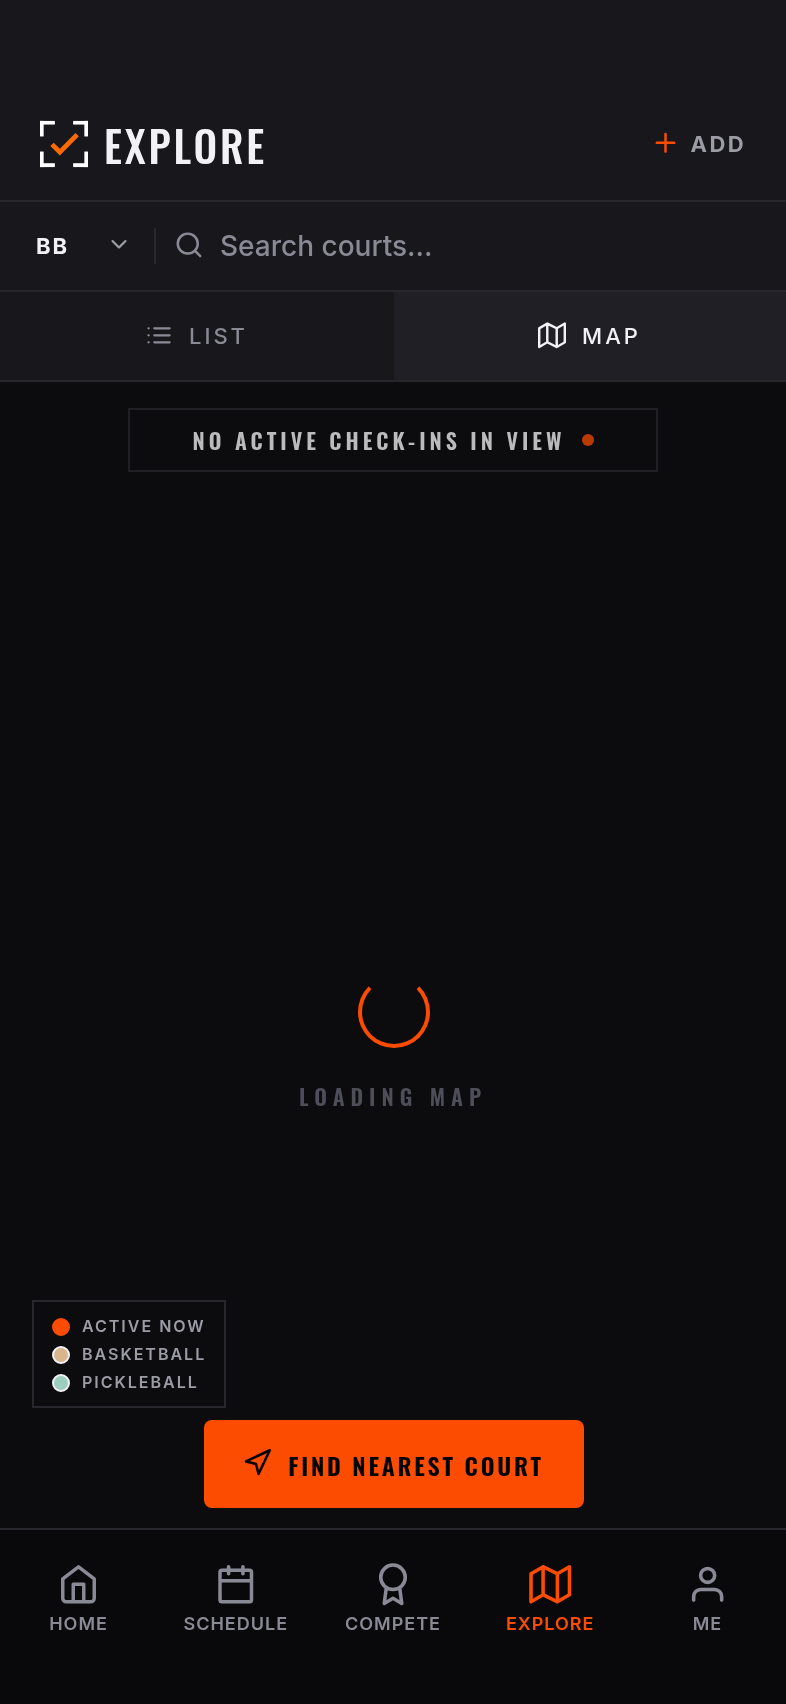 EXPLORE
ADD
BB
Search courts...
LIST
MAP
NO ACTIVE CHECK-INS IN VIEW
LOADING MAP
ACTIVE NOW
BASKETBALL
PICKLEBALL
FIND NEAREST COURT
HOME
SCHEDULE
COMPETE
EXPLORE
ME